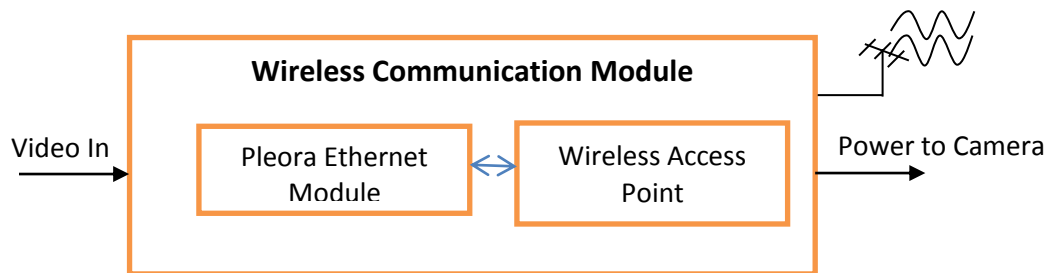 Wireless Communication Module
Video In
Pleora Ethernet
Module
Wireless Access
Point
Power to Camera